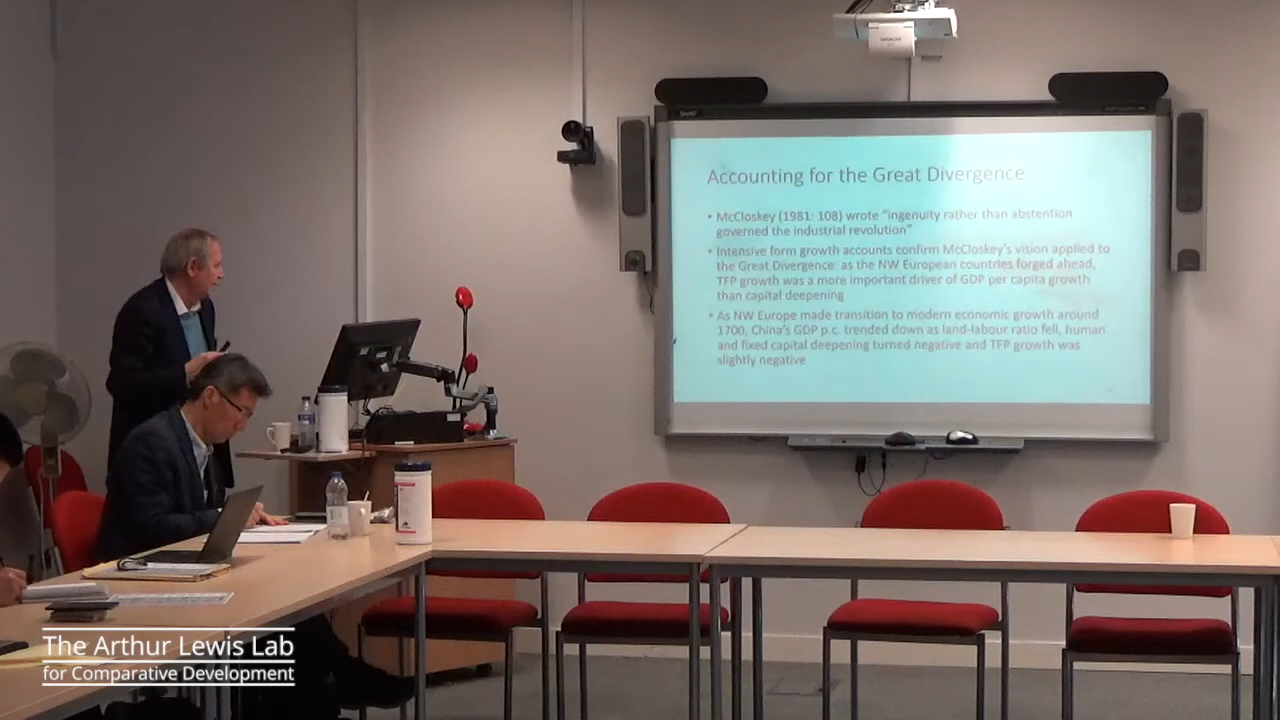 Accounting for the Great Divergence
• McCloskey (1981: 108) wrote "ingenuity rather than abstention
governed the industrial revolution"
• Intensive form growth accounts confirm McCloskey's vision applied to
the Great Divergence: as the NW European countries forged ahead,
TFP growth was a more important driver of GDP per capita growth
than capital deepening
• As NW Europe made transition to modern economic growth around
1700, China's GDP p.c. trended down as land-labour ratio fell, human
and fixed capital deepening turned negative and TFP growth was
slightly negative
The Arthur Lewis Lab
for Comparative Development